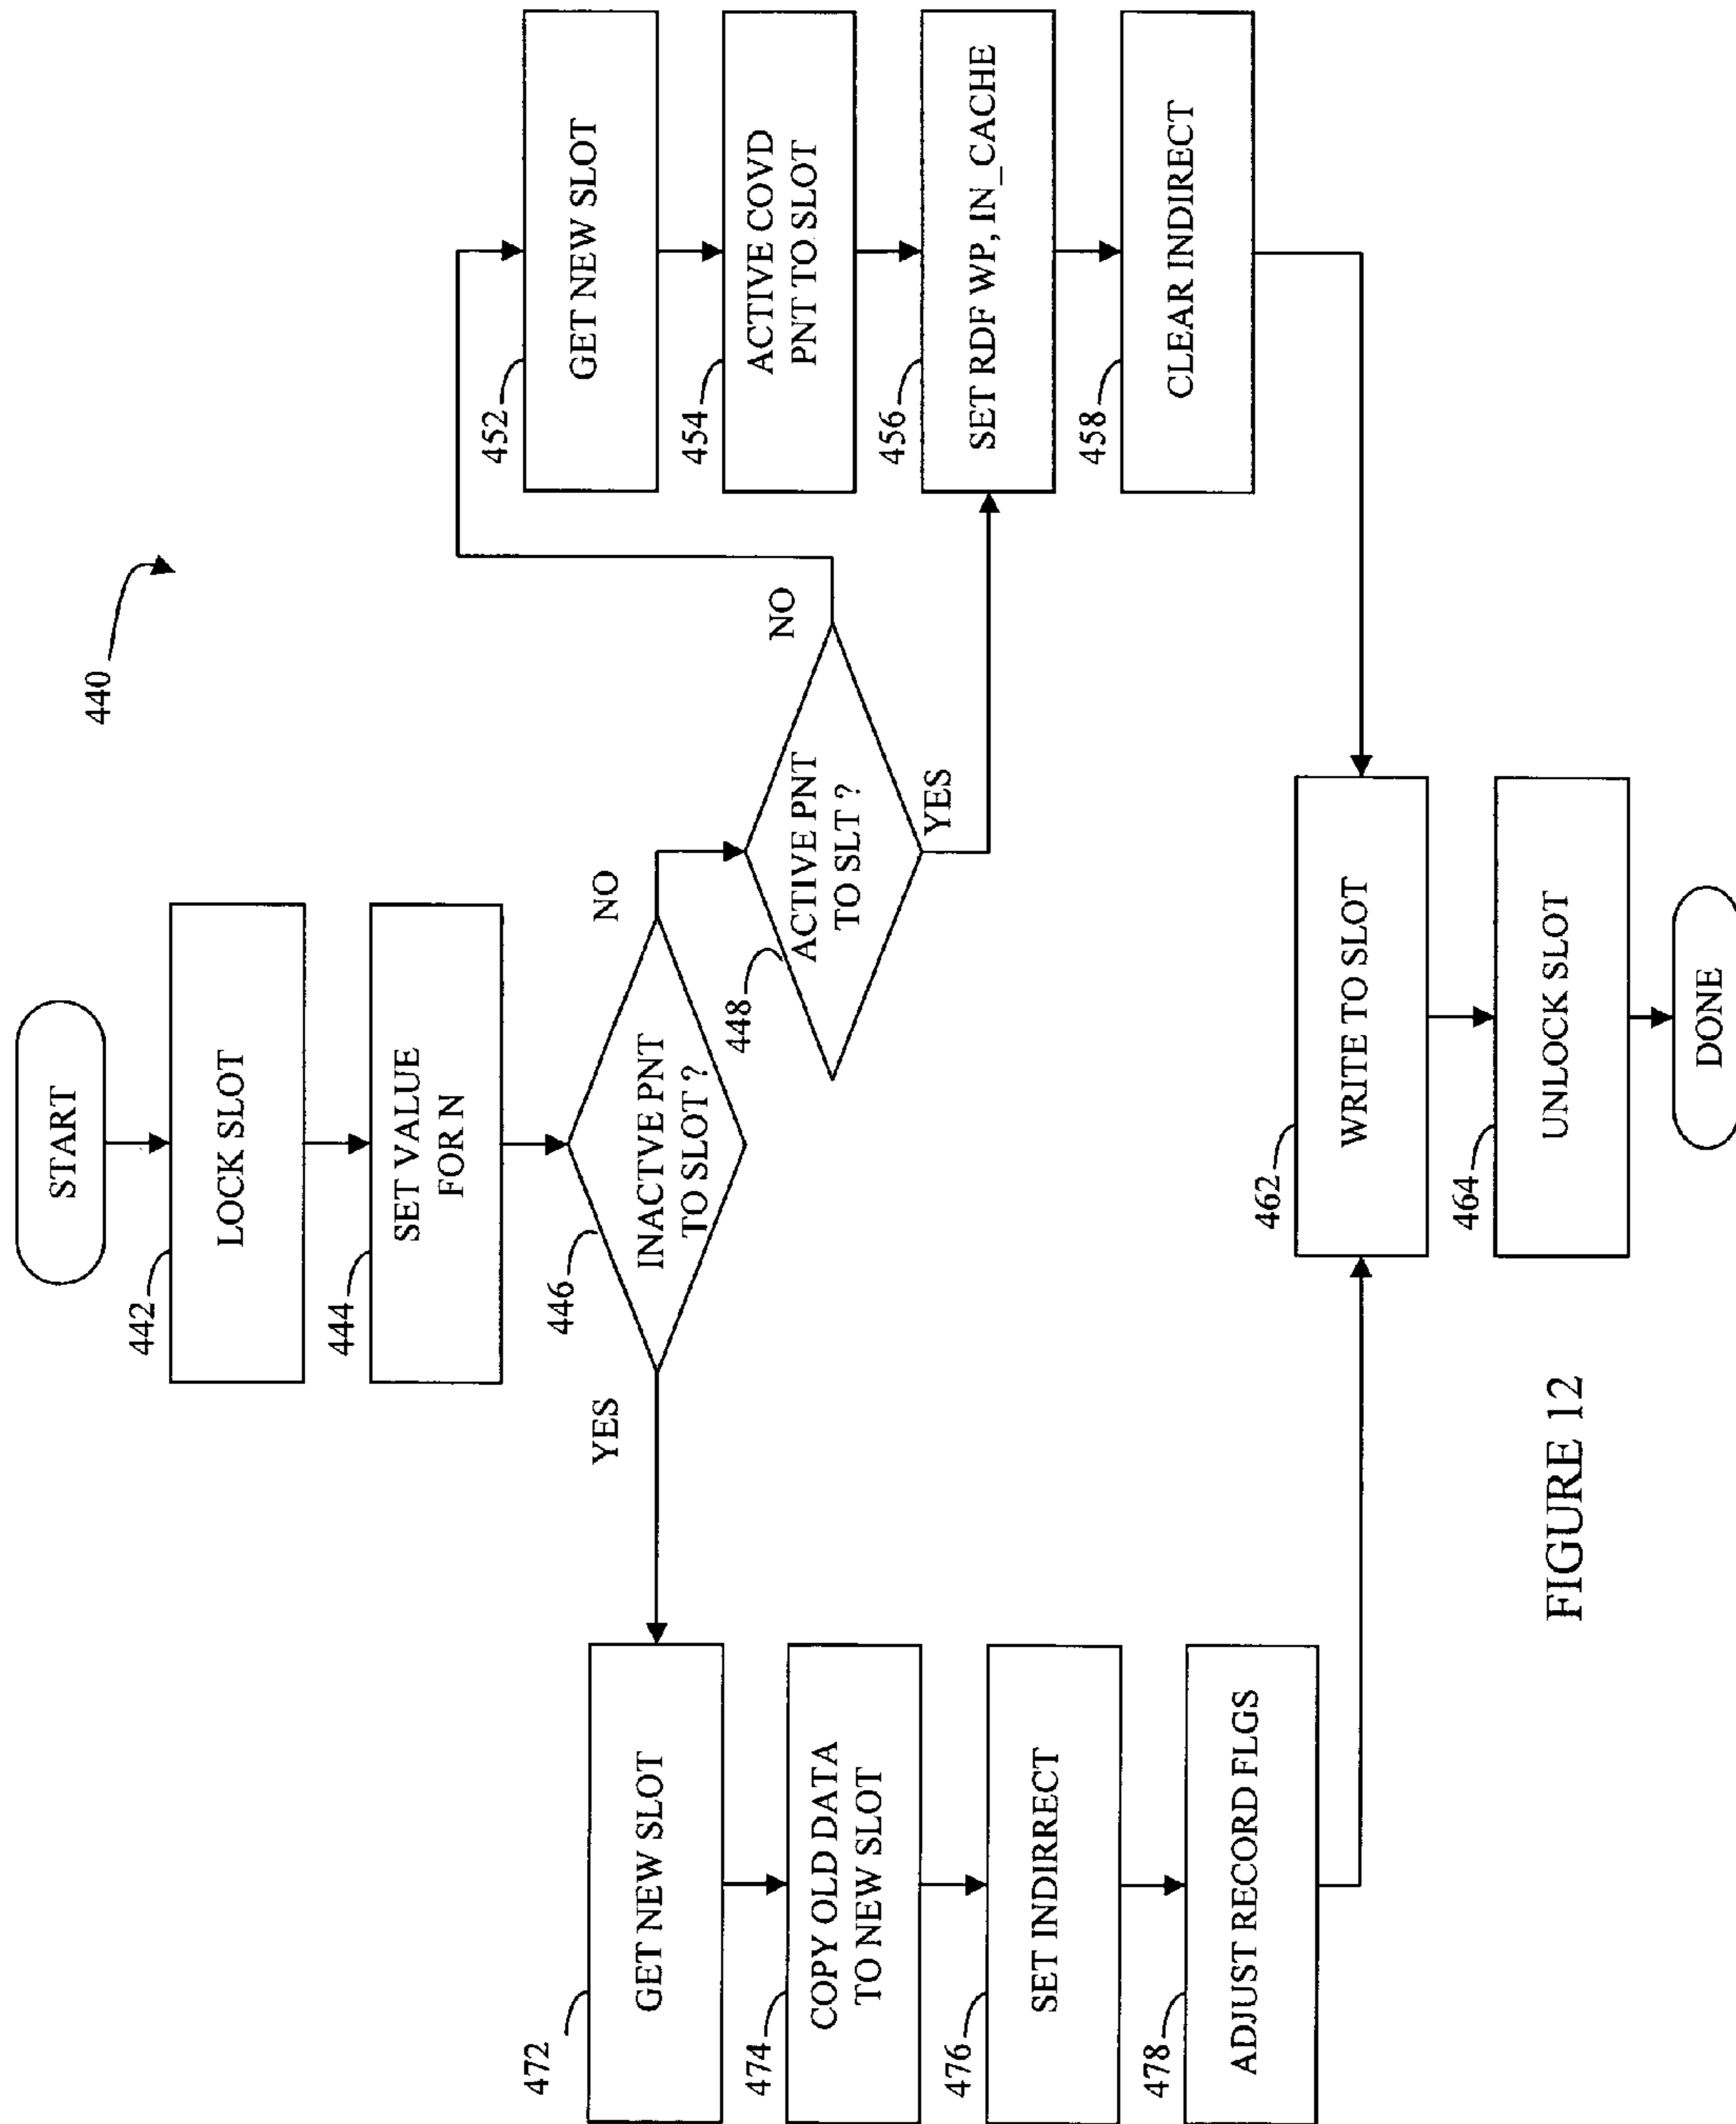 440
START
442
LOCK SLOT
444
SET VALUE
FOR N
446
INACTVE PNT
TO SLOT ?
YES
NO
448
ACTIVE PNT
TO SLT ?
NO
YES
452
GET NEW SLOT
454
ACTIVE COVD
PNT TO SLOT
456
SET RDF WP, IN_CACHE
458
CLEAR INDIRECT
472
GET NEW SLOT
474
COPY OLD DATA
TO NEW SLOT
476
SET INDIRRECT
478
ADJUST RECORD FLGS
462
WRITE TO SLOT
464
UNLOCK SLOT
DONE
FIGURE 12